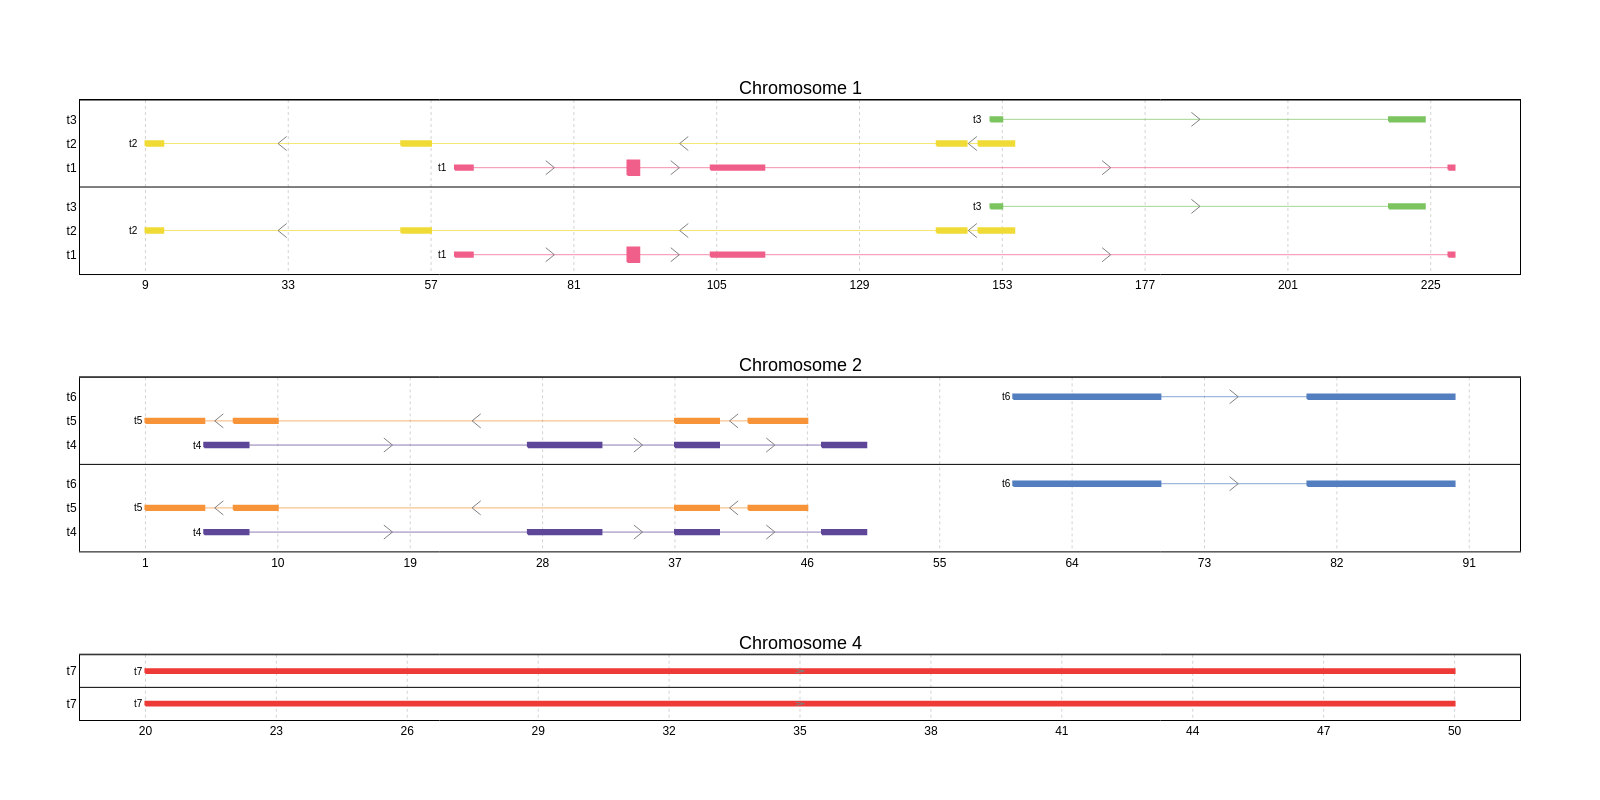 Chromosome 1
t3 t3
t2 t2
t1 t1
t3 t3
t2 t2
t1 t1
9 33 57 81 105 129 153 177 201 225
Chromosome 2
t6 t6
t5 t5
t4 t4
t6 t6
t5 t5
t4 t4
1 10 19 28 37 46 55 64 73 82 91
Chromosome 4
t7 t7
t7 t7
20 23 26 29 32 35 38 41 44 47 50